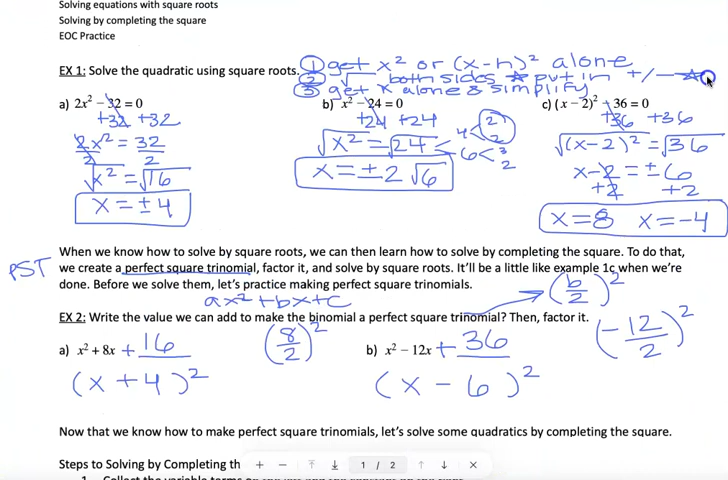 Solving equations with square roots
Solving by completing the square
EOC Practice
① get x² or (x-h)² alone
EX 1: Solve the quadratic using square roots.
② √ both sides ★ put in +/- ★
③ get x alone & simplify
a) 2x² – 32 = 0
b) x² – 24 = 0
c) (x – 2)² – 36 = 0
+32 +32
+24 +24
+36 +36
2x² = 32
2 2
√x² = √24
4 < 2 2
6 < 3 2
√(x-2)² = √36
√x² = √16
x = ±2√6
x-2 = ±6
+2 +2
x = ±4
x=8 x=-4
When we know how to solve by square roots, we can then learn how to solve by completing the square. To do that,
PST
we create a perfect square trinomial, factor it, and solve by square roots. It'll be a little like example 1c when we're
done. Before we solve them, let's practice making perfect square trinomials.
(b/2)²
ax²+bx+c
EX 2: Write the value we can add to make the binomial a perfect square trinomial? Then, factor it.
a) x² + 8x + 16
(8/2)²
b) x² – 12x + 36
(-12/2)²
(x + 4)²
(x - 6)²
Now that we know how to make perfect square trinomials, let's solve some quadratics by completing the square.
Steps to Solving by Completing th
1 / 2